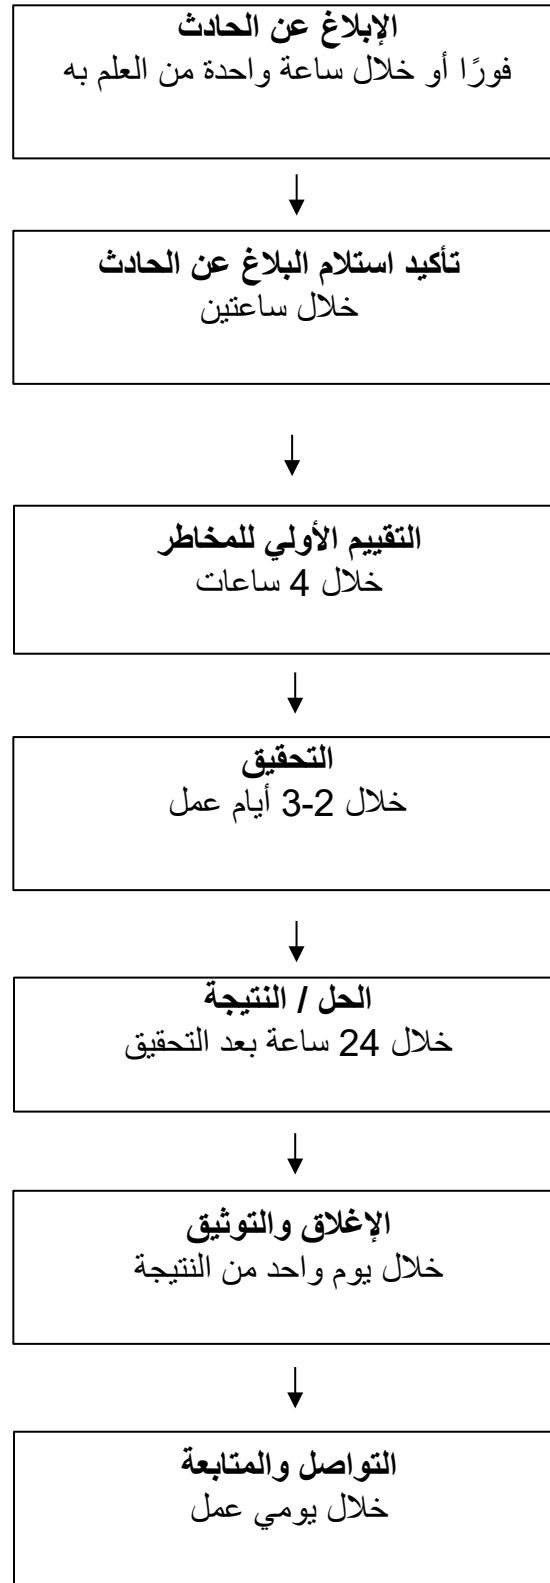 الإبلاغ عن الحادث
فورًا أو خلال ساعة واحدة من العلم به
تأكيد استلام البلاغ عن الحادث
خلال ساعتين
التقييم الأولي للمخاطر
خلال 4 ساعات
التحقيق
خلال 2-3 أيام عمل
الحل / النتيجة
خلال 24 ساعة بعد التحقيق
الإغلاق والتوثيق
خلال يوم واحد من النتيجة
التواصل والمتابعة
خلال يومي عمل